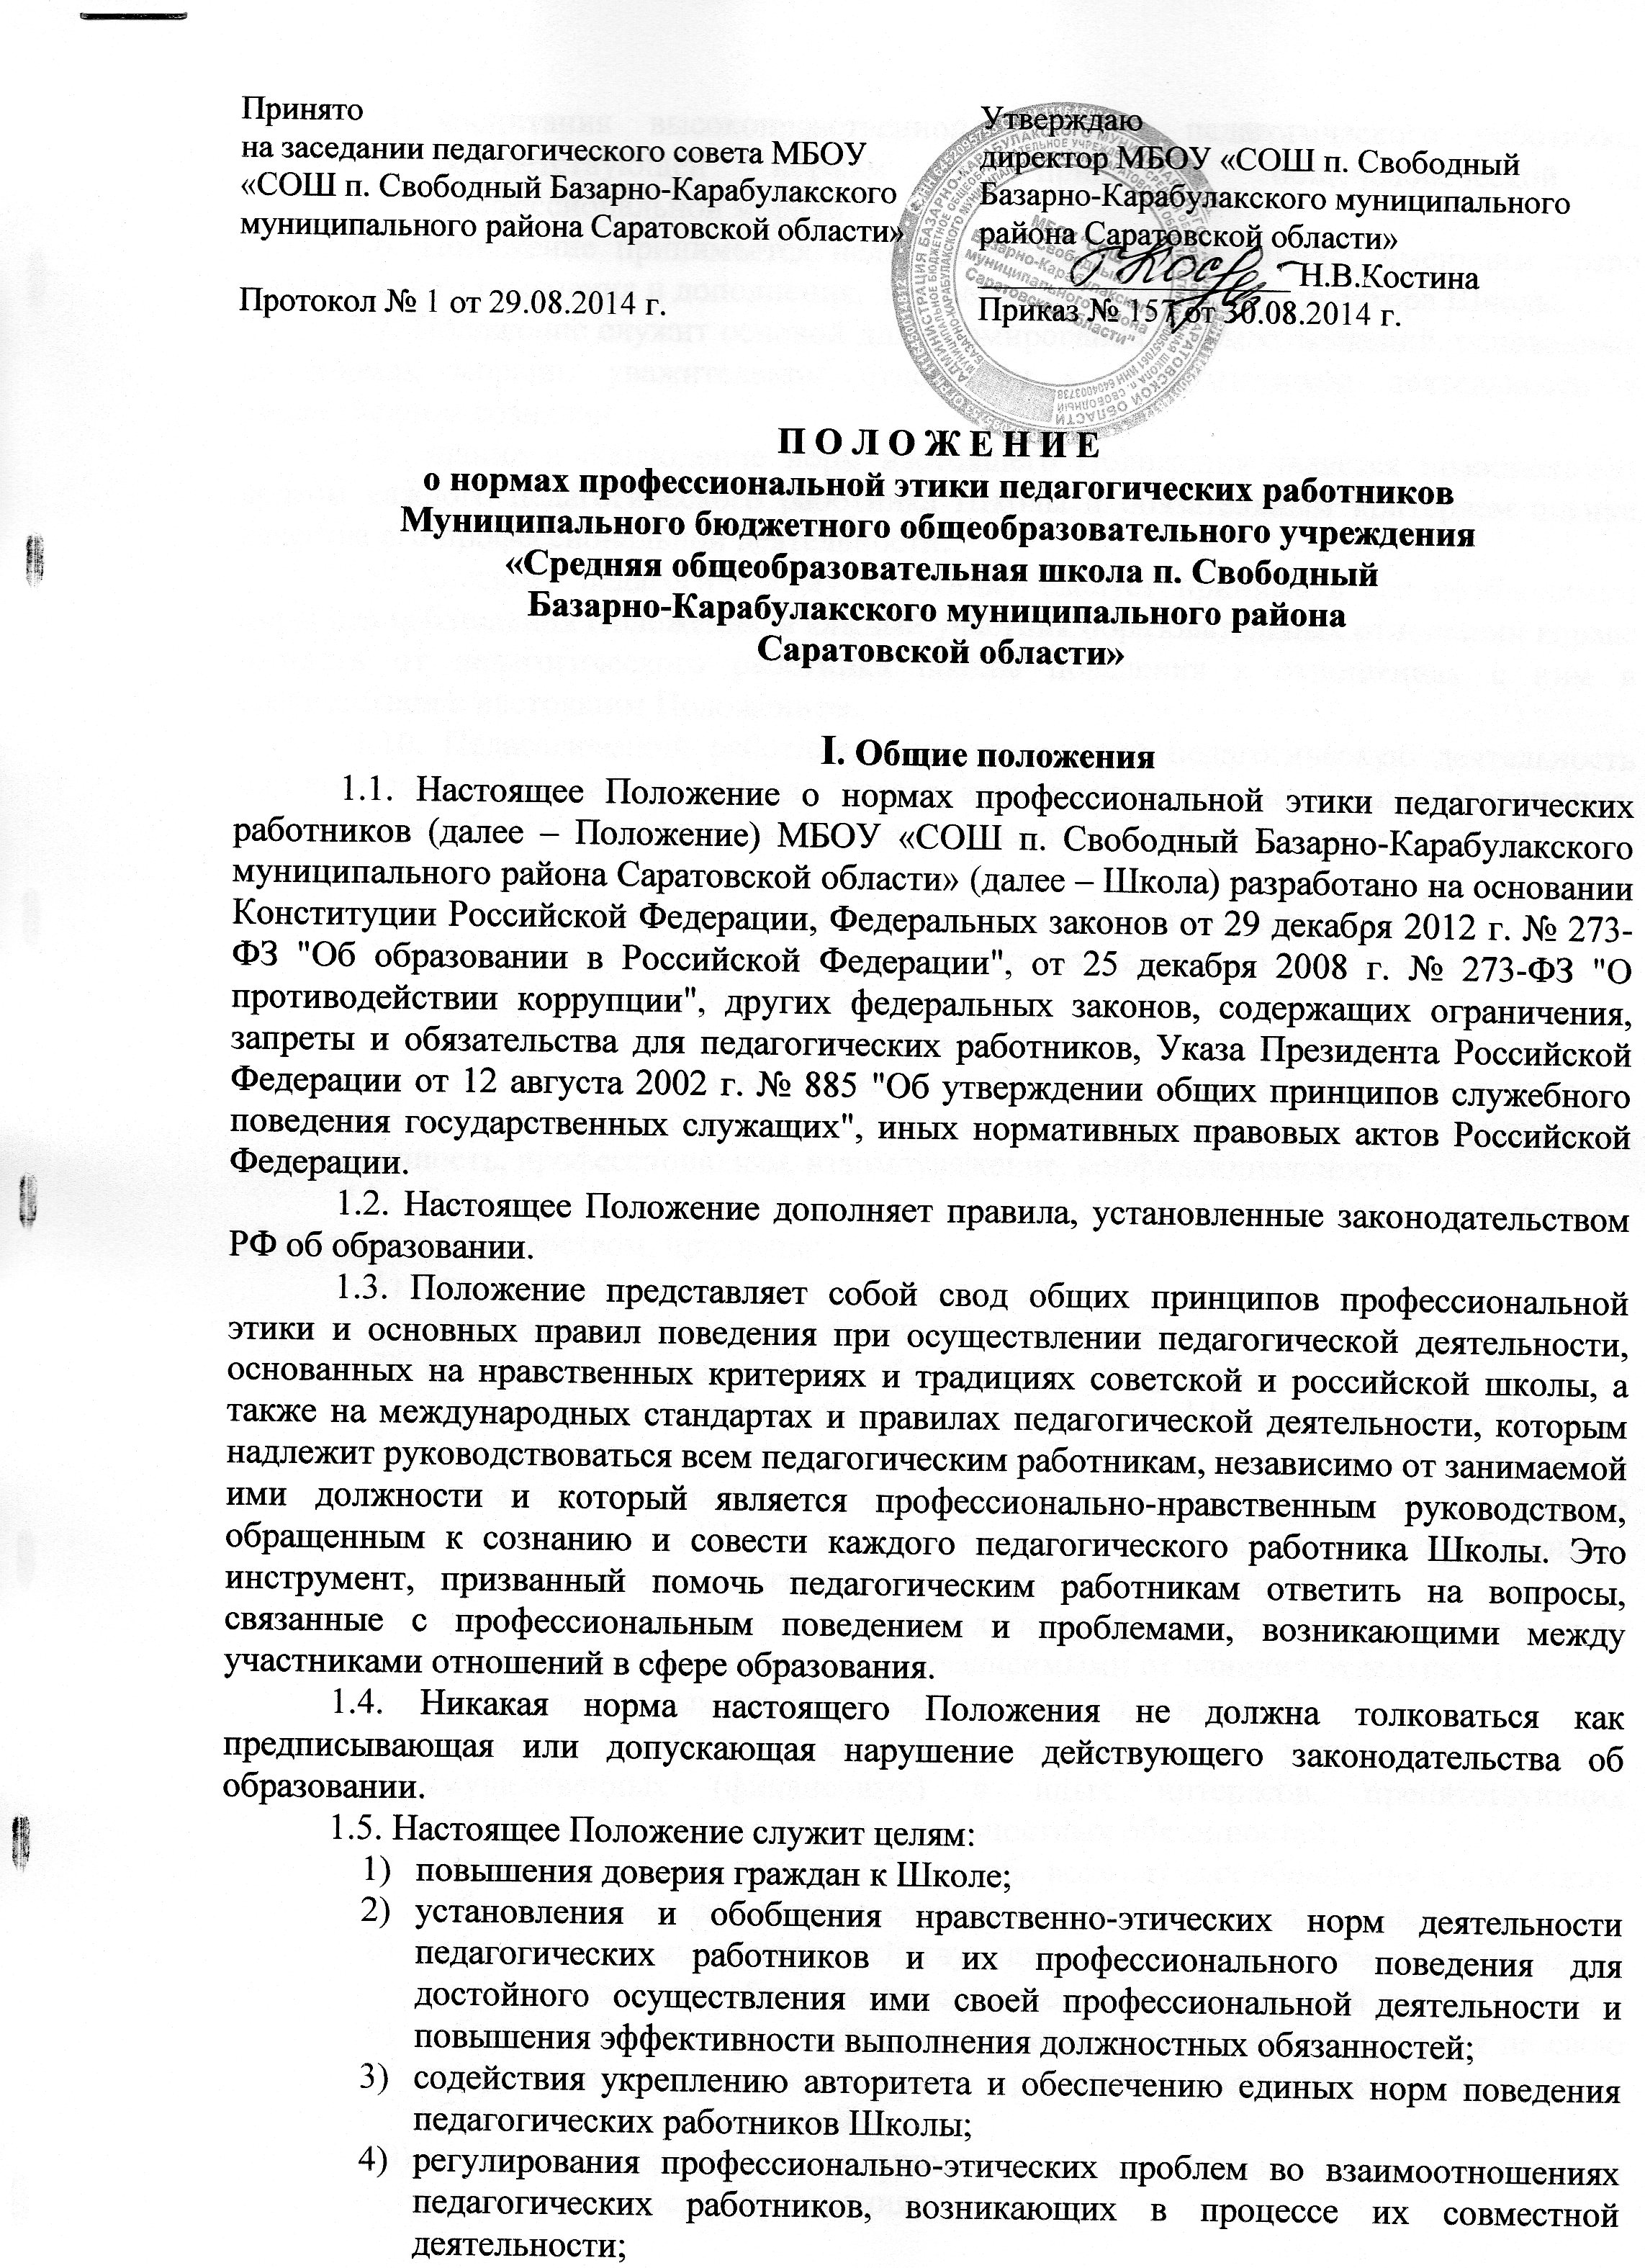 Принято
на заседании педагогического совета МБОУ
«СОШ п. Свободный Базарно-Карабулакского
муниципального района Саратовской области»
Протокол № 1 от 29.08.2014 г.
Утверждаю
директор МБОУ «СОШ п. Свободный
Базарно-Карабулакского муниципального
района Саратовской области»
Н.В.Костина
Приказ № 157 от 30.08.2014 г.
МБОУ "СОШ
п. Свободный
Базарно-Карабулакского
муниципального района
Саратовской области"
П О Л О Ж Е Н И Е
о нормах профессиональной этики педагогических работников
Муниципального бюджетного общеобразовательного учреждения
«Средняя общеобразовательная школа п. Свободный
Базарно-Карабулакского муниципального района
Саратовской области»
I. Общие положения
1.1. Настоящее Положение о нормах профессиональной этики педагогических
работников (далее – Положение) МБОУ «СОШ п. Свободный Базарно-Карабулакского
муниципального района Саратовской области» (далее – Школа) разработано на основании
Конституции Российской Федерации, Федеральных законов от 29 декабря 2012 г. № 273-
ФЗ "Об образовании в Российской Федерации", от 25 декабря 2008 г. № 273-ФЗ "О
противодействии коррупции", других федеральных законов, содержащих ограничения,
запреты и обязательства для педагогических работников, Указа Президента Российской
Федерации от 12 августа 2002 г. № 885 "Об утверждении общих принципов служебного
поведения государственных служащих", иных нормативных правовых актов Российской
Федерации.
1.2. Настоящее Положение дополняет правила, установленные законодательством
РФ об образовании.
1.3. Положение представляет собой свод общих принципов профессиональной
этики и основных правил поведения при осуществлении педагогической деятельности,
основанных на нравственных критериях и традициях советской и российской школы, а
также на международных стандартах и правилах педагогической деятельности, которым
надлежит руководствоваться всем педагогическим работникам, независимо от занимаемой
ими должности и который является профессионально-нравственным руководством,
обращенным к сознанию и совести каждого педагогического работника Школы. Это
инструмент, призванный помочь педагогическим работникам ответить на вопросы,
связанные с профессиональным поведением и проблемами, возникающими между
участниками отношений в сфере образования.
1.4. Никакая норма настоящего Положения не должна толковаться как
предписывающая или допускающая нарушение действующего законодательства об
образовании.
1.5. Настоящее Положение служит целям:
1) повышения доверия граждан к Школе;
2) установления и обобщения нравственно-этических норм деятельности
педагогических работников и их профессионального поведения для
достойного осуществления ими своей профессиональной деятельности и
повышения эффективности выполнения должностных обязанностей;
3) содействия укреплению авторитета и обеспечению единых норм поведения
педагогических работников Школы;
4) регулирования профессионально-этических проблем во взаимоотношениях
педагогических работников, возникающих в процессе их совместной
деятельности;